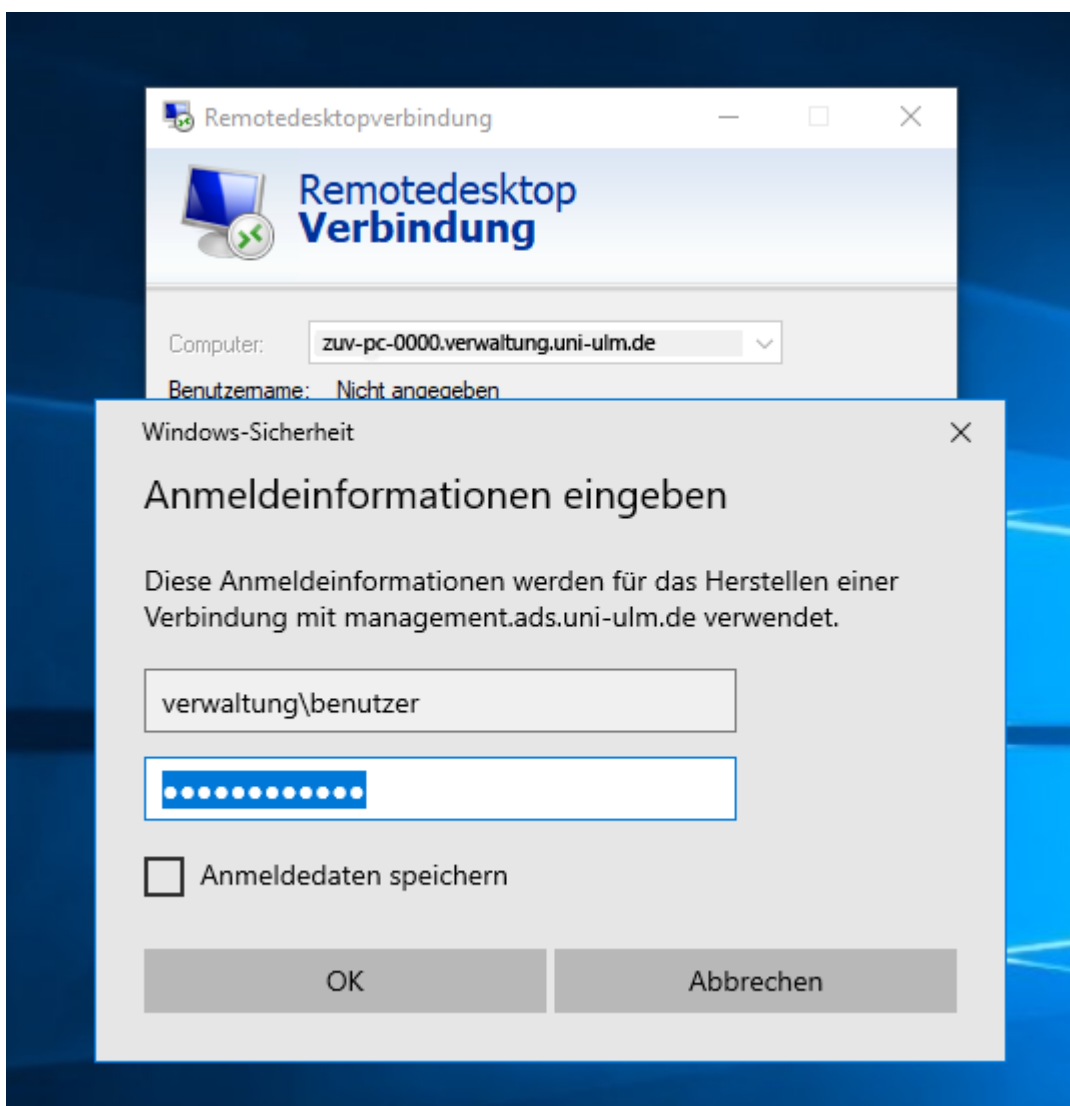 Remotedesktopverbindung
Remotedesktop
Verbindung
Computer: zuv-pc-0000.verwaltung.uni-ulm.de
Benutzername: Nicht angegeben
Windows-Sicherheit
Anmeldeinformationen eingeben
Diese Anmeldeinformationen werden für das Herstellen einer
Verbindung mit management.ads.uni-ulm.de verwendet.
verwaltung\benutzer
••••••••••••
Anmeldedaten speichern
OK Abbrechen